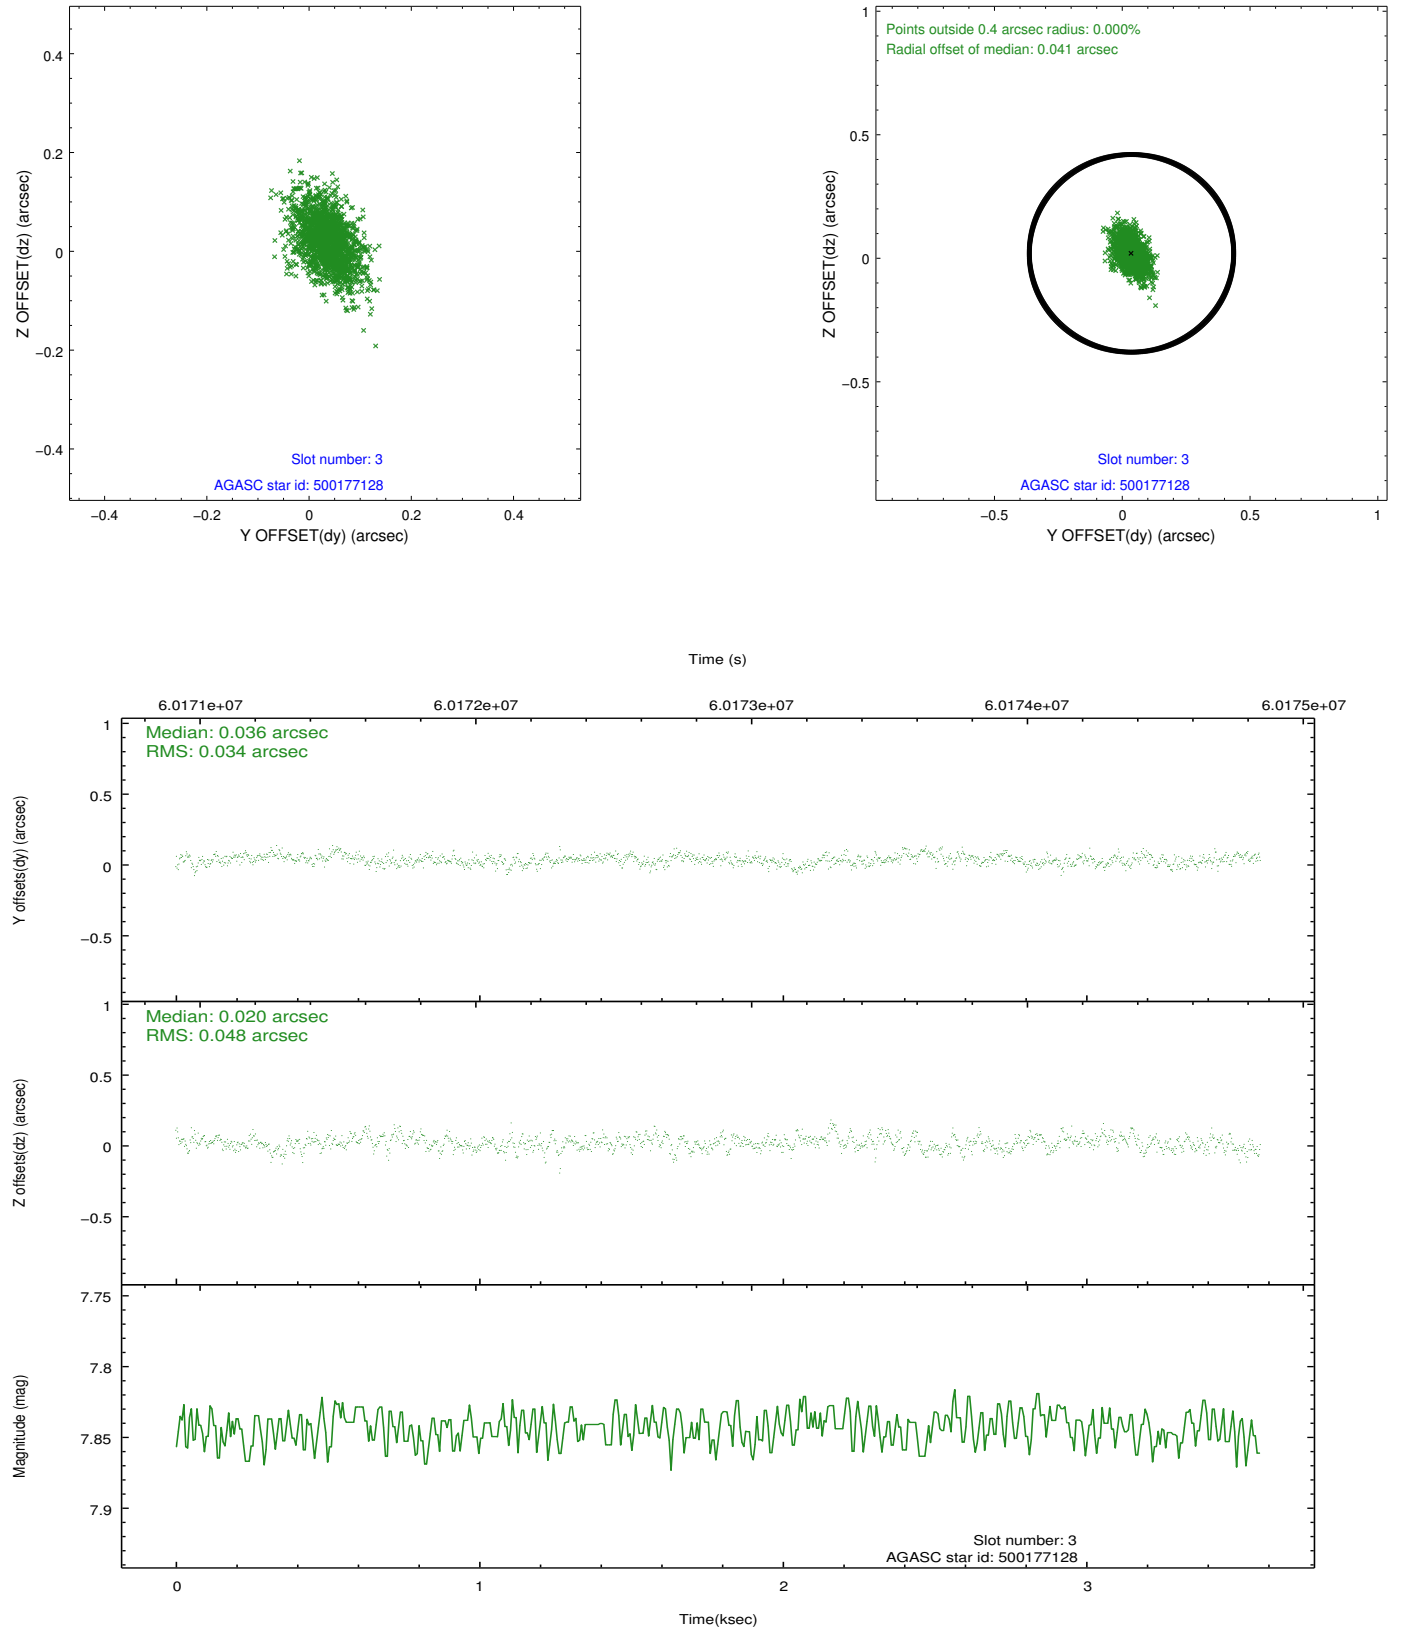 0.4
0.2
0
−0.2
−0.4
Z OFFSET(dz) (arcsec)
Slot number: 3
AGASC star id: 500177128
−0.4 −0.2 0 0.2 0.4
Y OFFSET(dy) (arcsec)
Points outside 0.4 arcsec radius: 0.000%
Radial offset of median: 0.041 arcsec
1
0.5
0
−0.5
Z OFFSET(dz) (arcsec)
Slot number: 3
AGASC star id: 500177128
−0.5 0 0.5 1
Y OFFSET(dy) (arcsec)
Time (s)
6.0171e+07 6.0172e+07 6.0173e+07 6.0174e+07 6.0175e+07
Median: 0.036 arcsec
RMS: 0.034 arcsec
1
0.5
0
−0.5
Y offsets(dy) (arcsec)
Median: 0.020 arcsec
RMS: 0.048 arcsec
1
0.5
0
−0.5
Z offsets(dz) (arcsec)
7.75
7.8
7.85
7.9
Magnitude (mag)
Slot number: 3
AGASC star id: 500177128
0 1 2 3
Time(ksec)